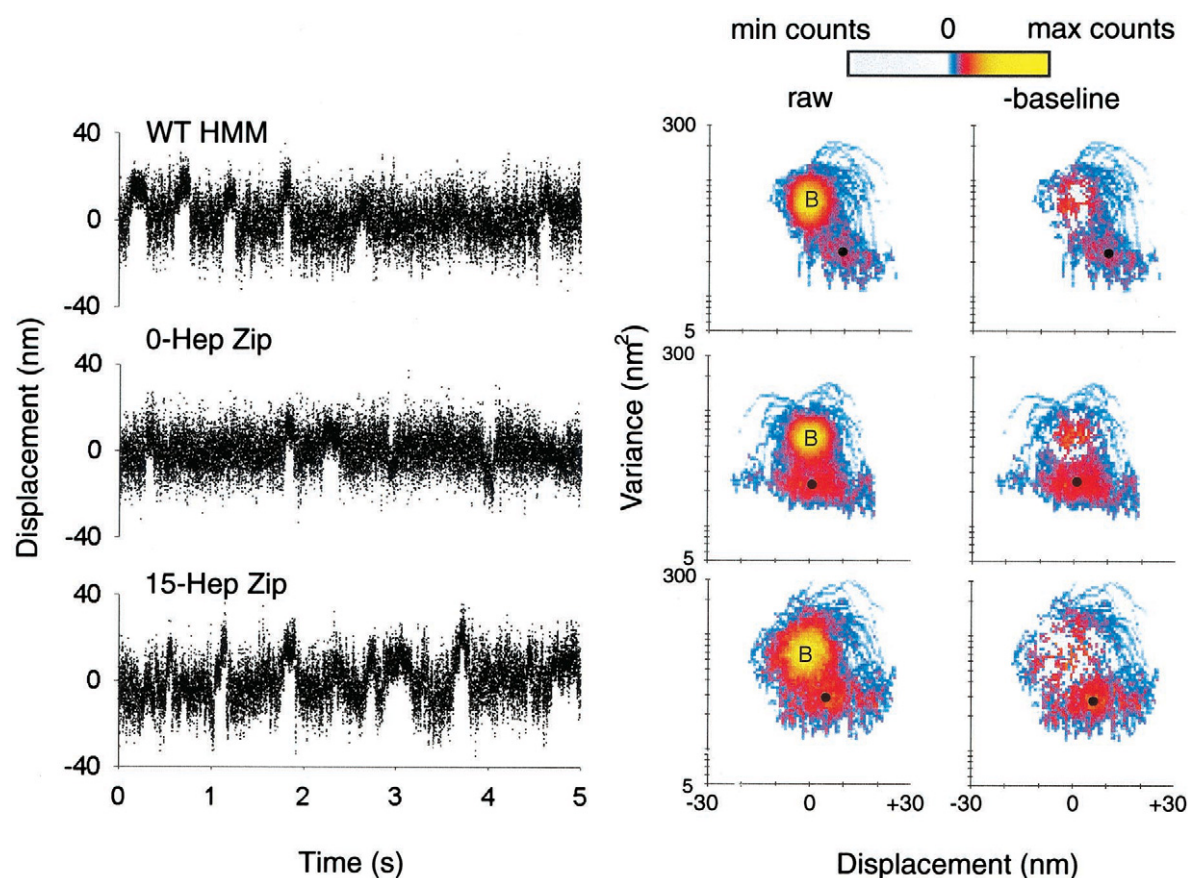 min counts 0 max counts
raw -baseline
WT HMM
40
0
-40
0-Hep Zip
40
0
-40
15-Hep Zip
40
0
-40
0 1 2 3 4 5
Displacement (nm)
Time (s)
300
B
5
300
B
5
300
B
5
-30 0 +30 -30 0 +30
Variance (nm²)
Displacement (nm)